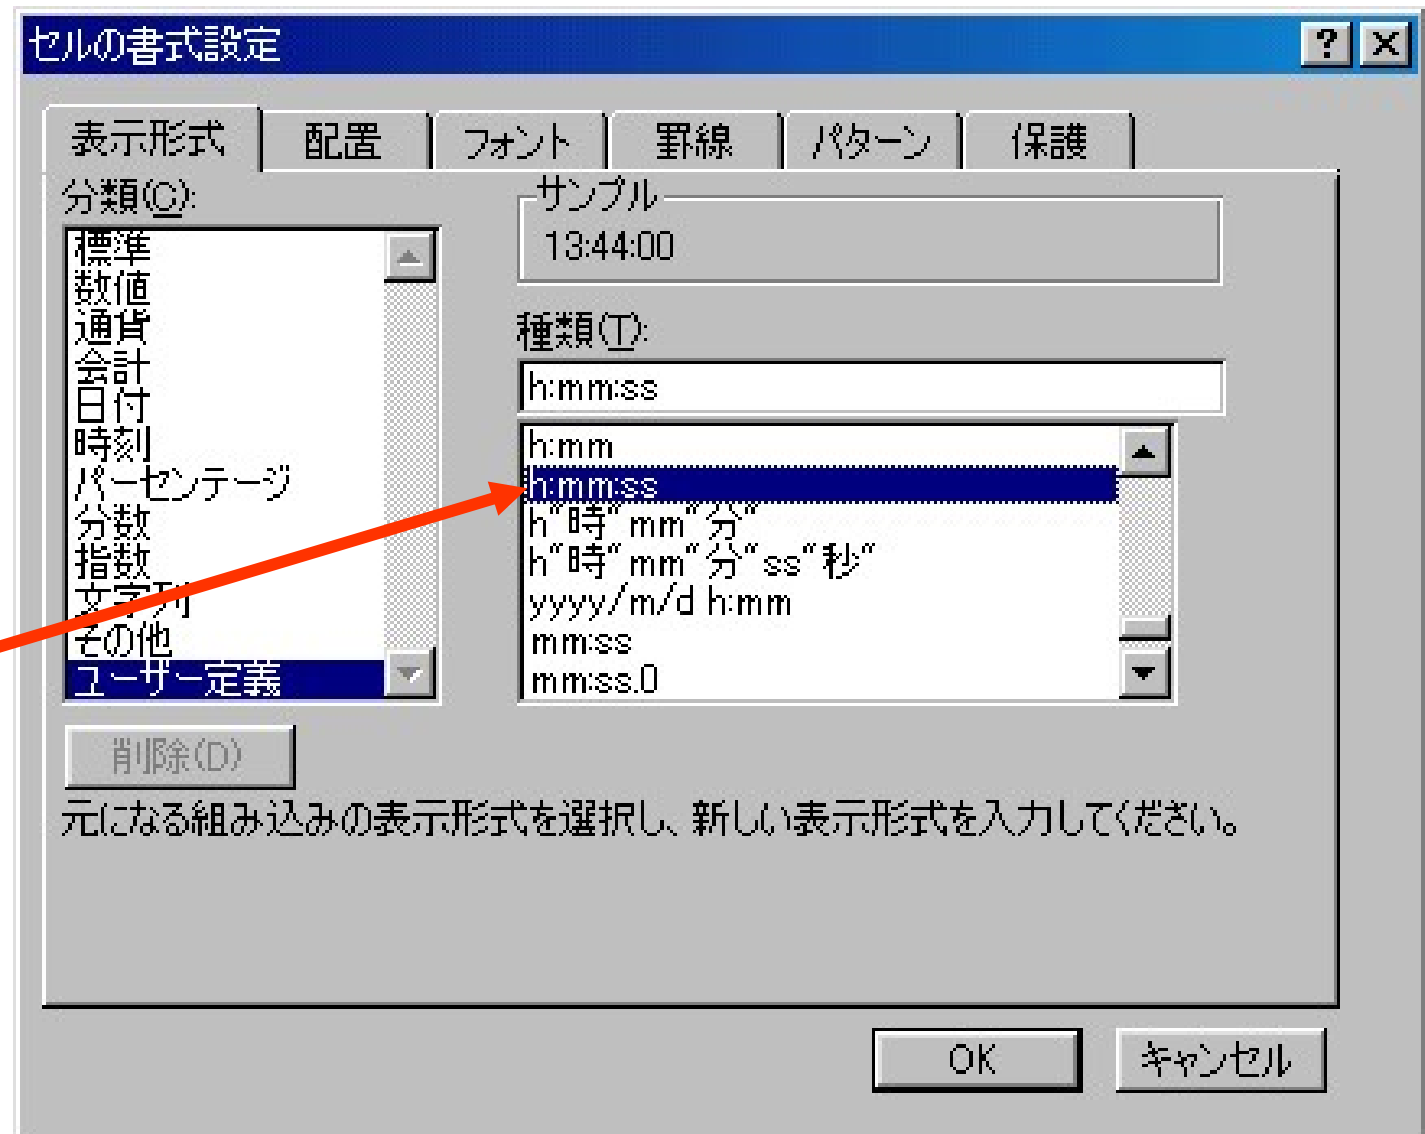 セルの書式設定
表示形式 配置 フォント 罫線 パターン 保護
分類(C):
標準
数値
通貨
会計
日付
時刻
パーセンテージ
分数
指数
文字列
その他
ユーザー定義
削除(D)
サンプル
13:44:00
種類(T):
h:mm:ss
h:mm
h:mm:ss
h"時"mm"分"
h"時"mm"分"ss"秒"
yyyy/m/d h:mm
mm:ss
mm:ss.0
元になる組み込みの表示形式を選択し、新しい表示形式を入力してください。
OK キャンセル